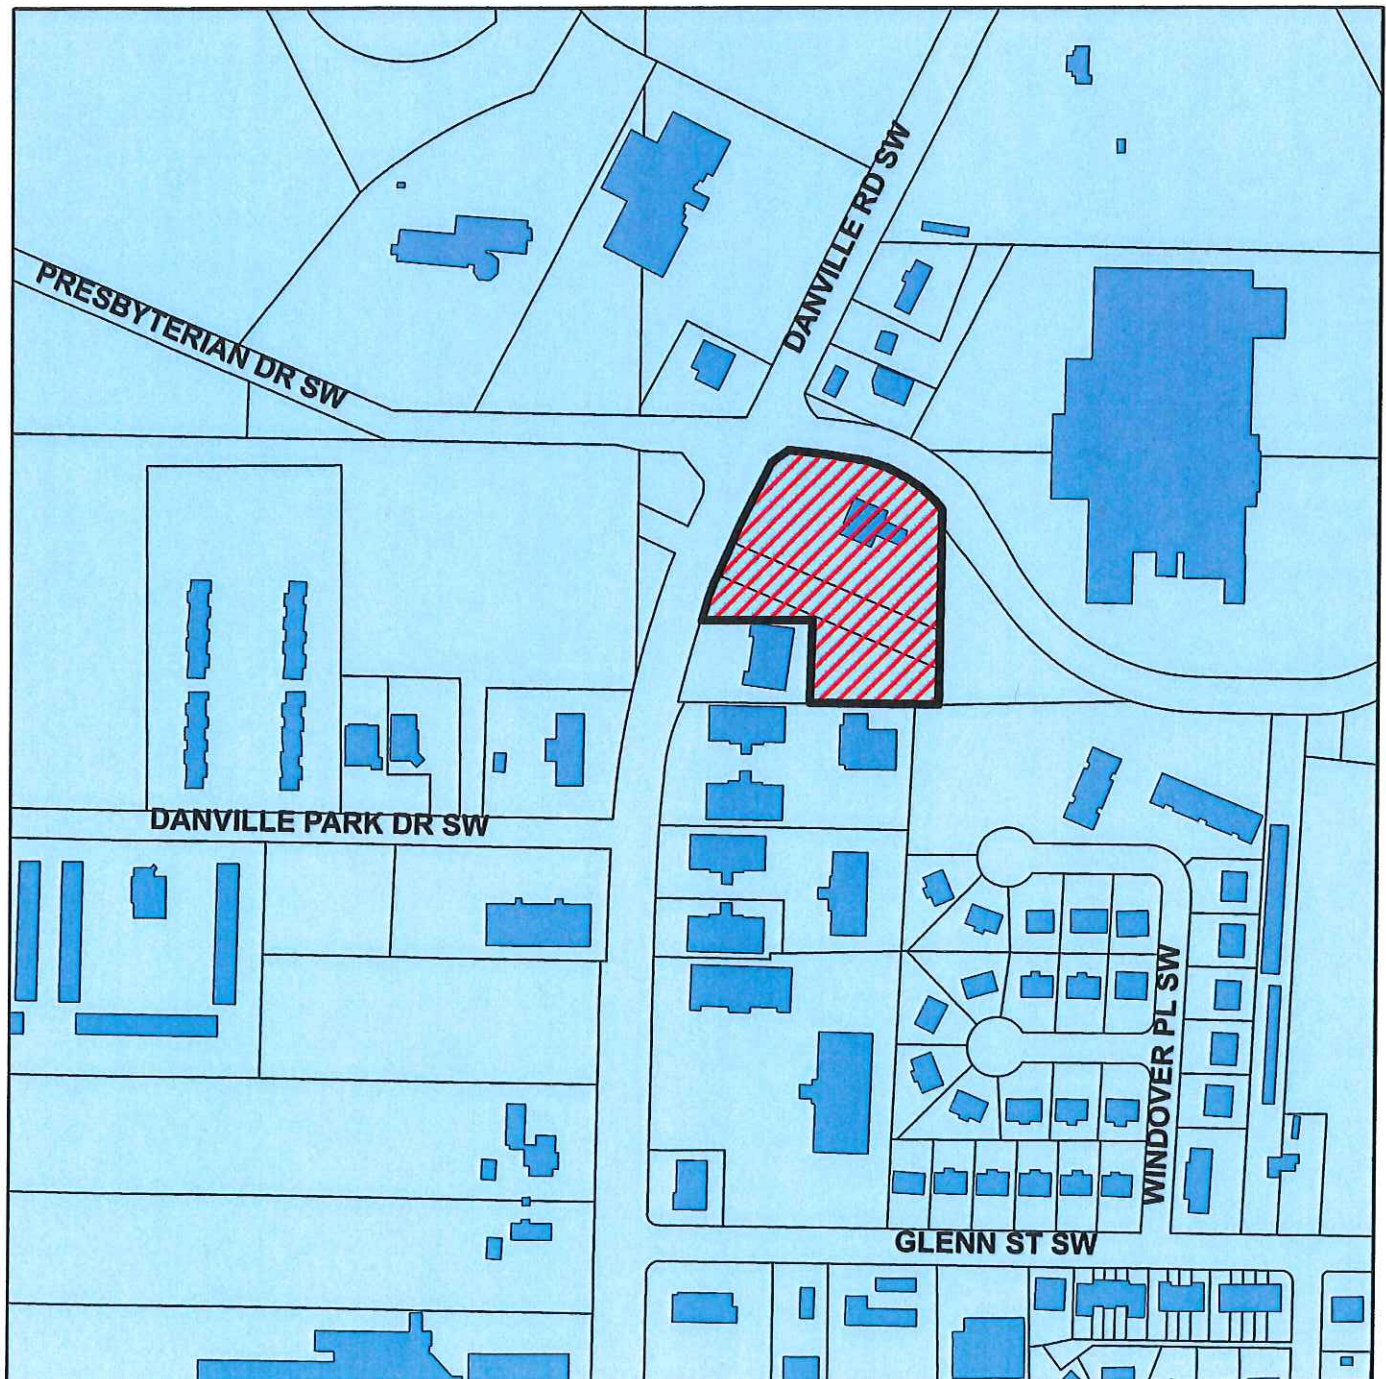 DANVILLE RD SW
PRESBYTERIAN DR SW
DANVILLE PARK DR SW
WINDOVER PL SW
GLENN ST SW